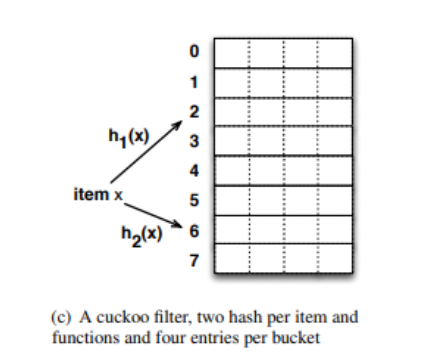 0
1
2
h1(x)
3
4
item x
5
h2(x)
6
7
(c) A cuckoo filter, two hash per item and
functions and four entries per bucket